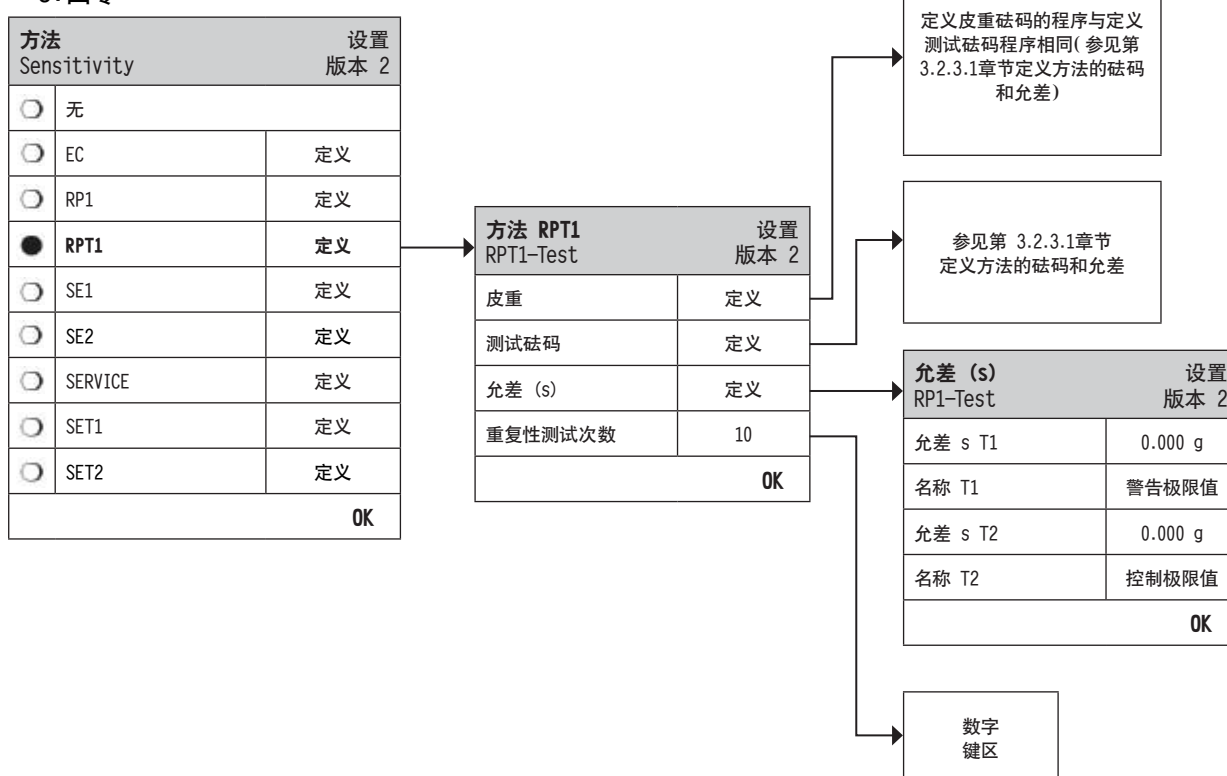 方法 设置
Sensitivity 版本 2
无
EC 定义
RP1 定义
RPT1 定义
SE1 定义
SE2 定义
SERVICE 定义
SET1 定义
SET2 定义
OK
方法 RPT1 设置
RPT1-Test 版本 2
皮重 定义
测试砝码 定义
允差 (s) 定义
重复性测试次数 10
OK
定义皮重砝码的程序与定义
测试砝码程序相同(参见第
3.2.3.1章节定义方法的砝码
和允差)
参见第 3.2.3.1章节
定义方法的砝码和允差
允差 (s) 设置
RP1-Test 版本 2
允差 s T1 0.000 g
名称 T1 警告极限值
允差 s T2 0.000 g
名称 T2 控制极限值
OK
数字
键区